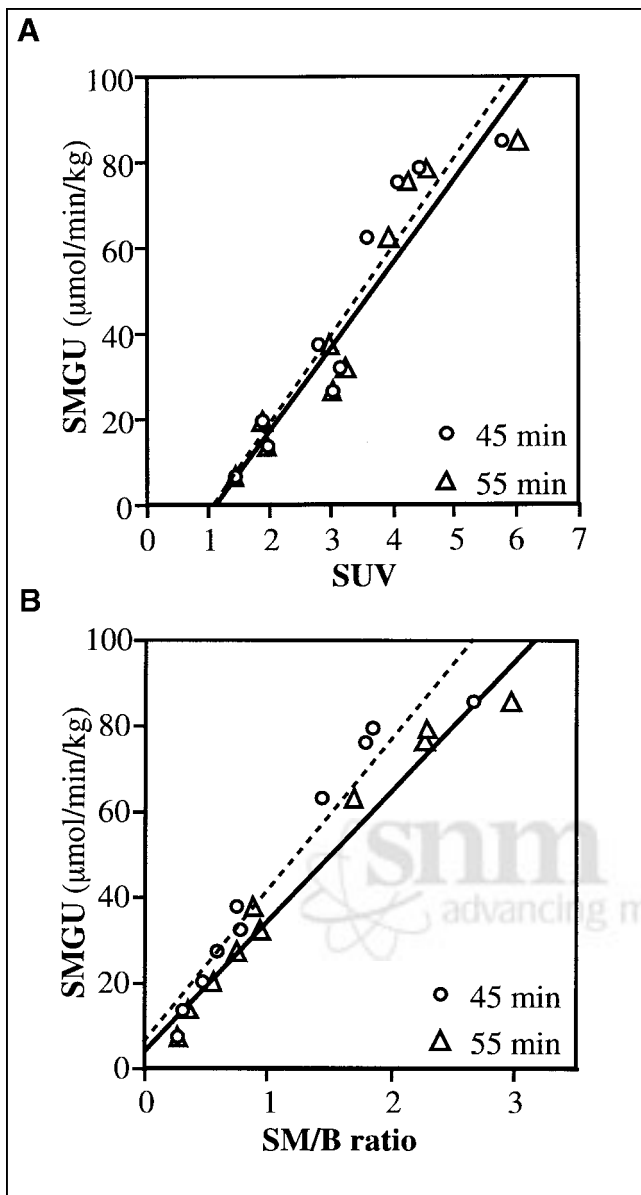 A
100
80
60
40
20
0
SMGU (µmol/min/kg)
45 min
55 min
0 1 2 3 4 5 6 7
SUV
B
100
80
60
40
20
0
SMGU (µmol/min/kg)
snm
advancing m
45 min
55 min
0 1 2 3
SM/B ratio